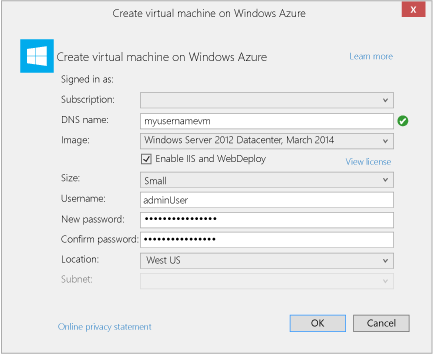 Create virtual machine on Windows Azure
x
Create virtual machine on Windows Azure Learn more
Signed in as:
Subscription:
DNS name: myusernamevm
Image: Windows Server 2012 Datacenter, March 2014
Enable IIS and WebDeploy View license
Size: Small
Username: adminUser
New password: ••••••••••••••••
Confirm password: ••••••••••••••••
Location: West US
Subnet:
Online privacy statement OK Cancel